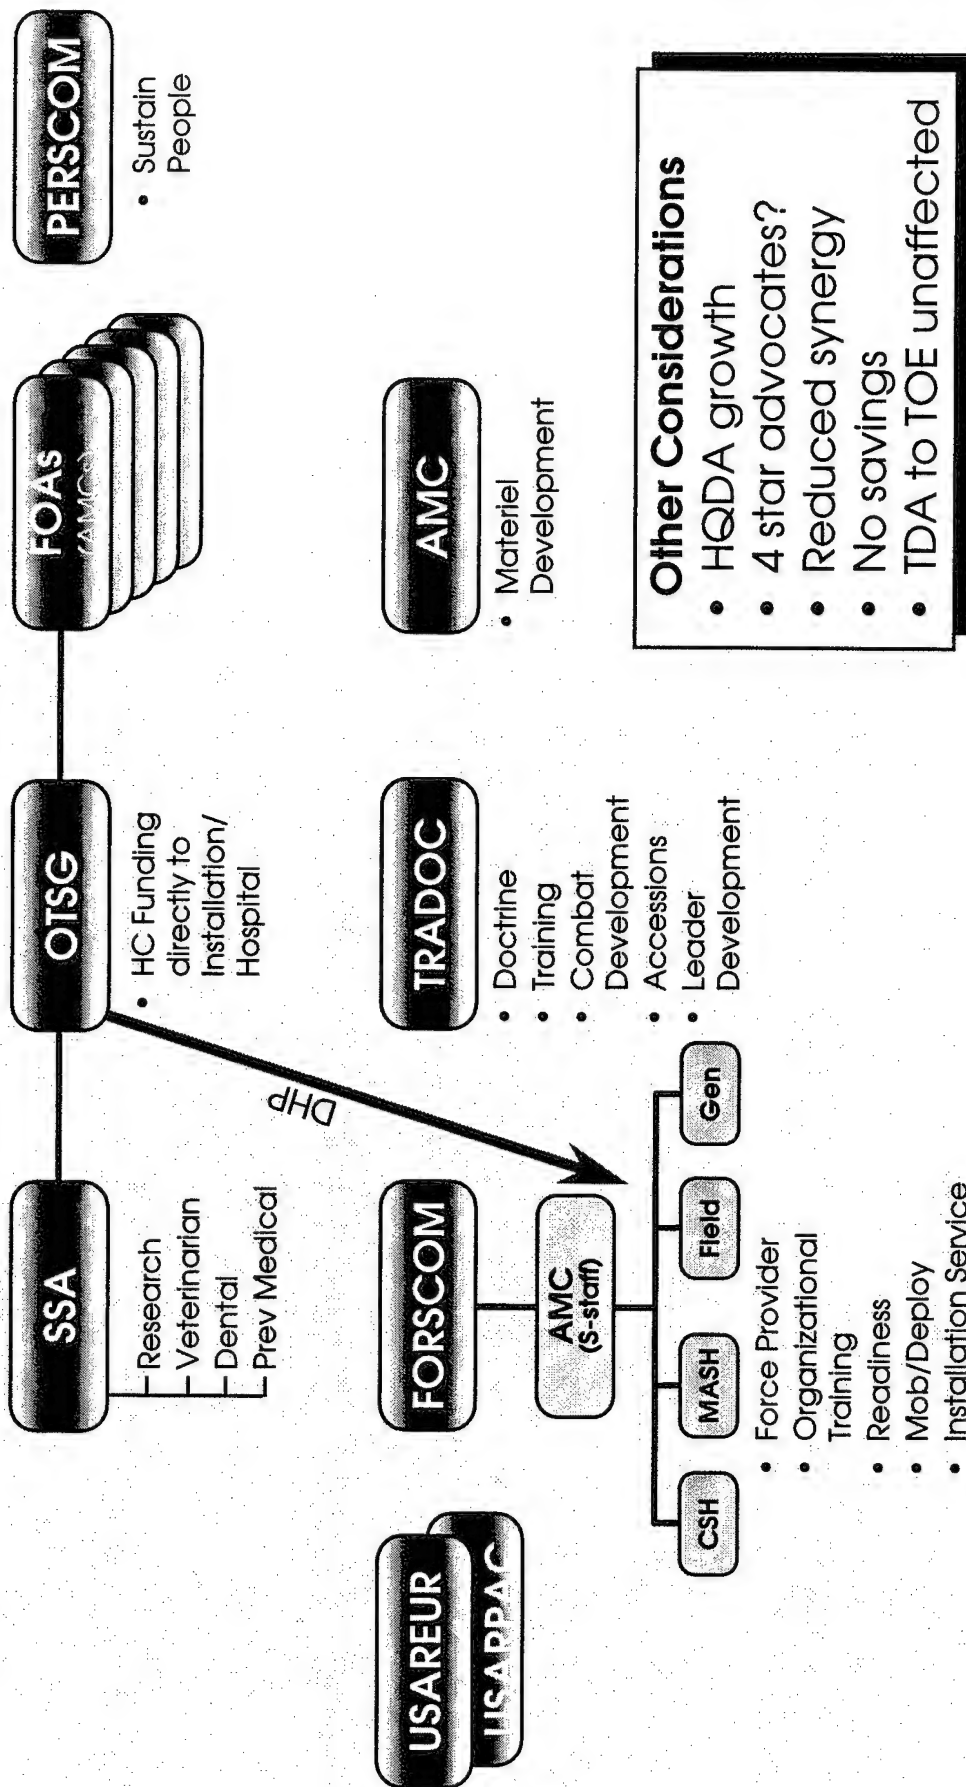 SSA
Research
Veterinarian
Dental
Prev Medical
OTSG
• HC Funding
directly to
Installation/
Hospital
DHP
FOAs
(AMCs)
PERSCOM
• Sustain
People
USAREUR
USARPAC
FORSCOM
AMC
(S-staff)
CSH
MASH
Field
Gen
• Force Provider
• Organizational
Training
• Readiness
• Mob/Deploy
• Installation Service
TRADOC
• Doctrine
• Training
• Combat
Development
• Accessions
• Leader
Development
AMC
• Materiel
Development
Other Considerations
• HQDA growth
• 4 star advocates?
• Reduced synergy
• No savings
• TDA to TOE unaffected